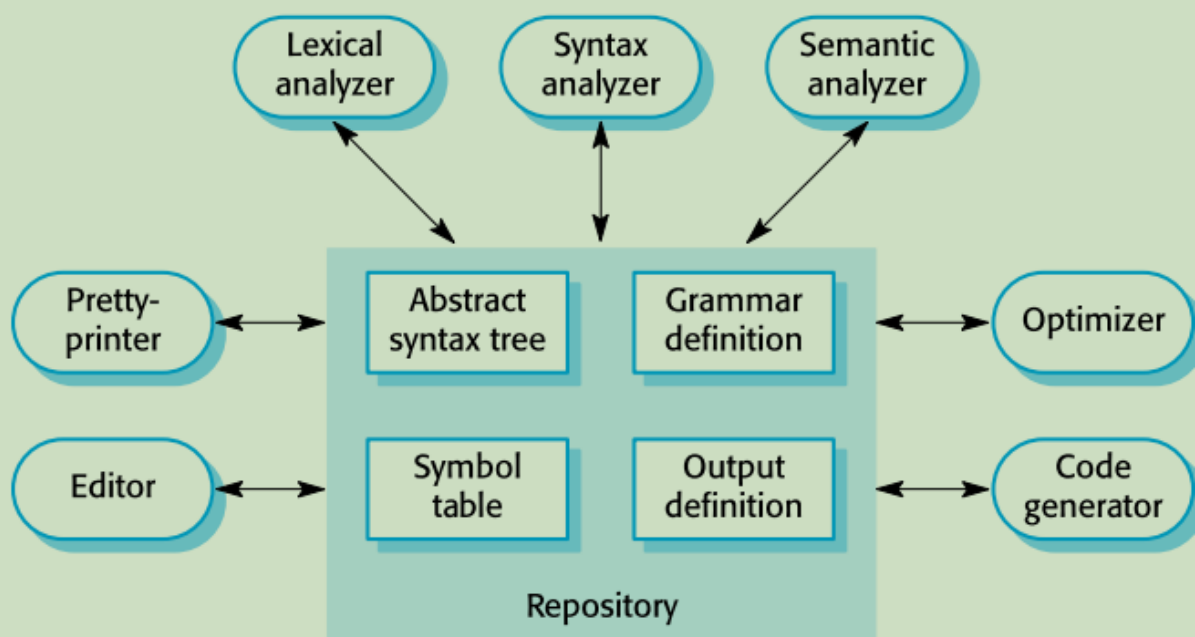 Lexical
analyzer
Syntax
analyzer
Semantic
analyzer
Pretty-
printer
Abstract
syntax tree
Grammar
definition
Optimizer
Editor
Symbol
table
Output
definition
Code
generator
Repository